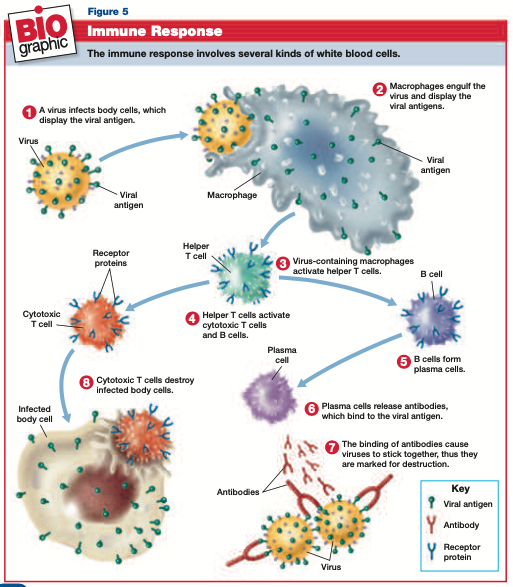 BIO
graphic
Figure 5
Immune Response
The immune response involves several kinds of white blood cells.
1 A virus infects body cells, which
display the viral antigen.
Virus
Viral
antigen
2 Macrophages engulf the
virus and display the
viral antigens.
Viral
antigen
Macrophage
Helper
T cell
3 Virus-containing macrophages
activate helper T cells.
Receptor
proteins
Cytotoxic
T cell
4 Helper T cells activate
cytotoxic T cells
and B cells.
B cell
5 B cells form
plasma cells.
Plasma
cell
6 Plasma cells release antibodies,
which bind to the viral antigen.
8 Cytotoxic T cells destroy
infected body cells.
Infected
body cell
7 The binding of antibodies cause
viruses to stick together, thus they
are marked for destruction.
Antibodies
Virus
Key
Viral antigen
Antibody
Receptor
protein